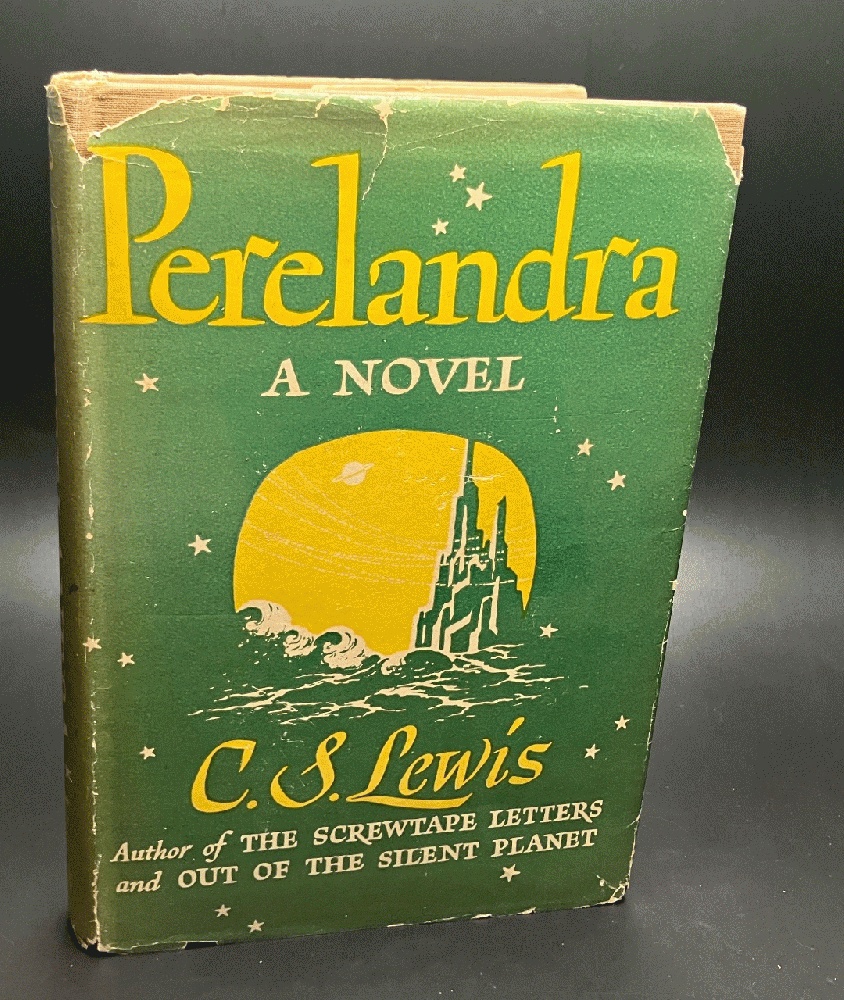 Perelandra
A NOVEL
C. S. Lewis
Author of THE SCREWTAPE LETTERS
and OUT OF THE SILENT PLANET